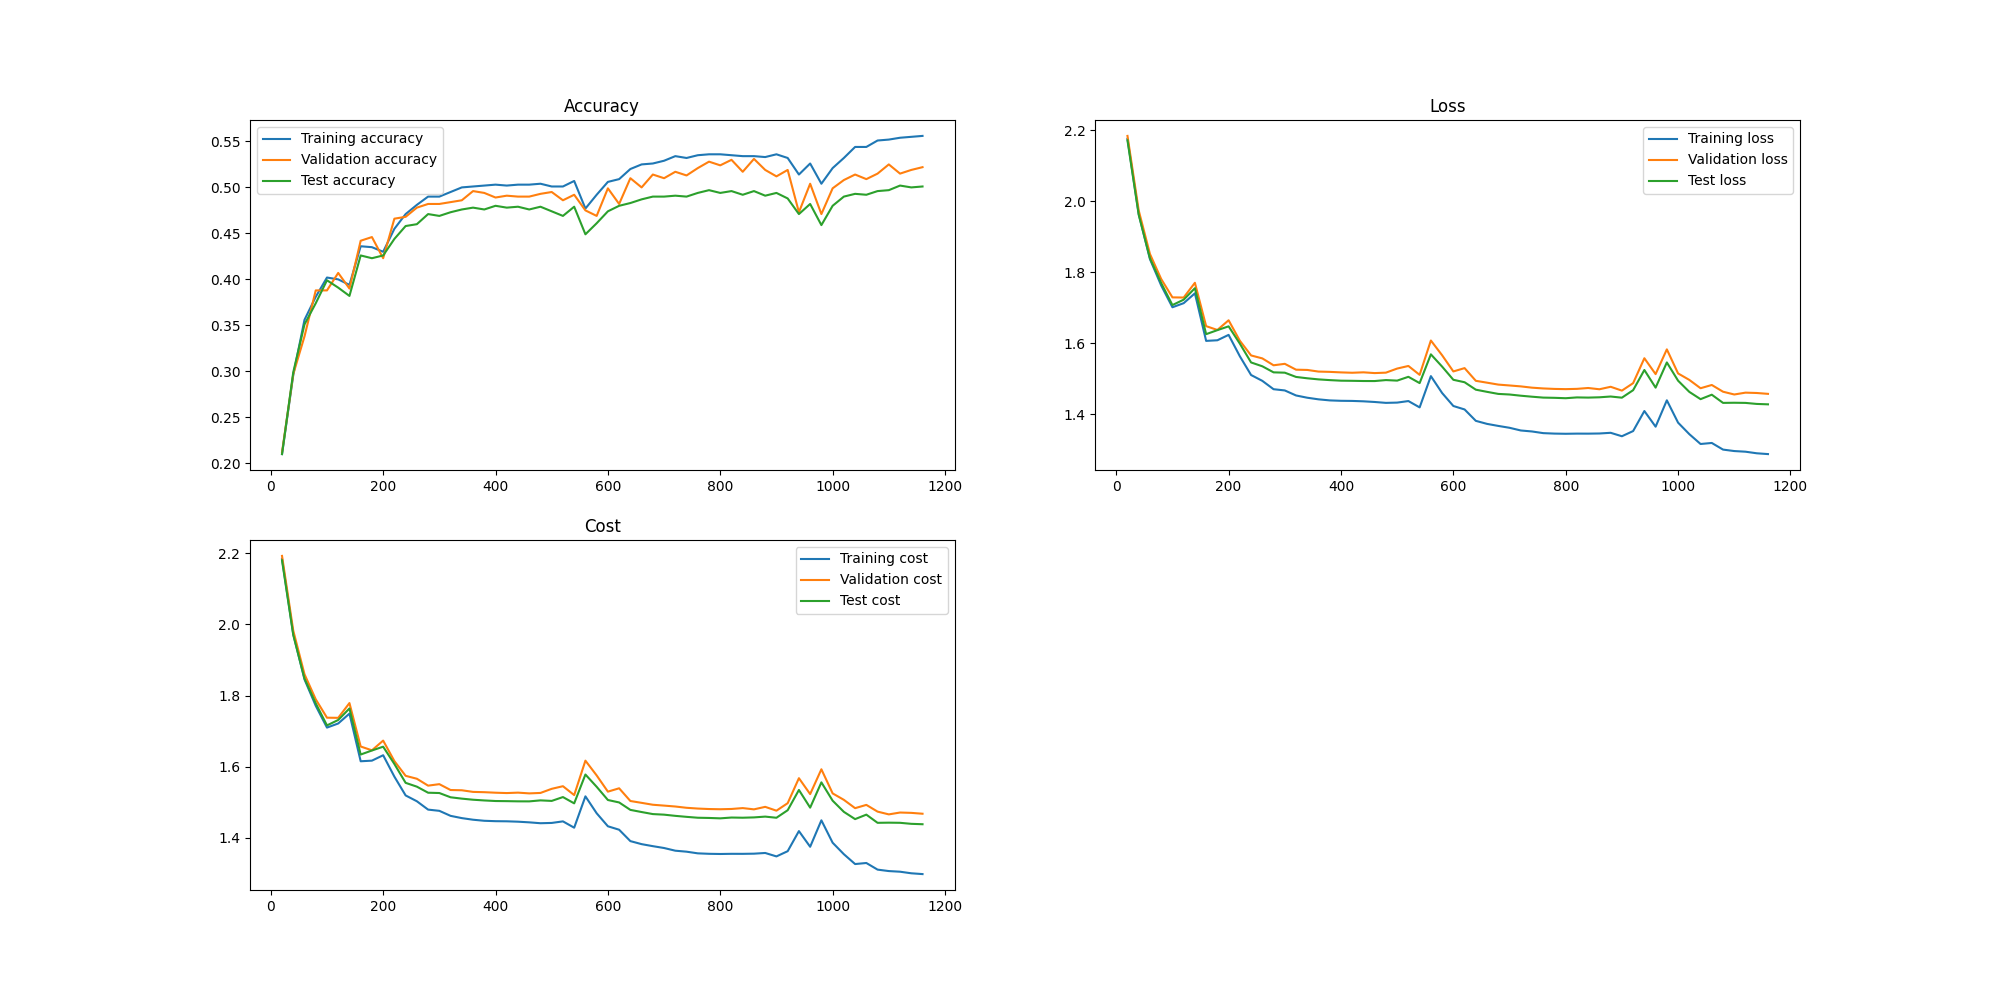 Accuracy
Training accuracy
Validation accuracy
Test accuracy
0.55
0.50
0.45
0.40
0.35
0.30
0.25
0.20
0 200 400 600 800 1000 1200
Loss
Training loss
Validation loss
Test loss
2.2
2.0
1.8
1.6
1.4
0 200 400 600 800 1000 1200
Cost
Training cost
Validation cost
Test cost
2.2
2.0
1.8
1.6
1.4
0 200 400 600 800 1000 1200